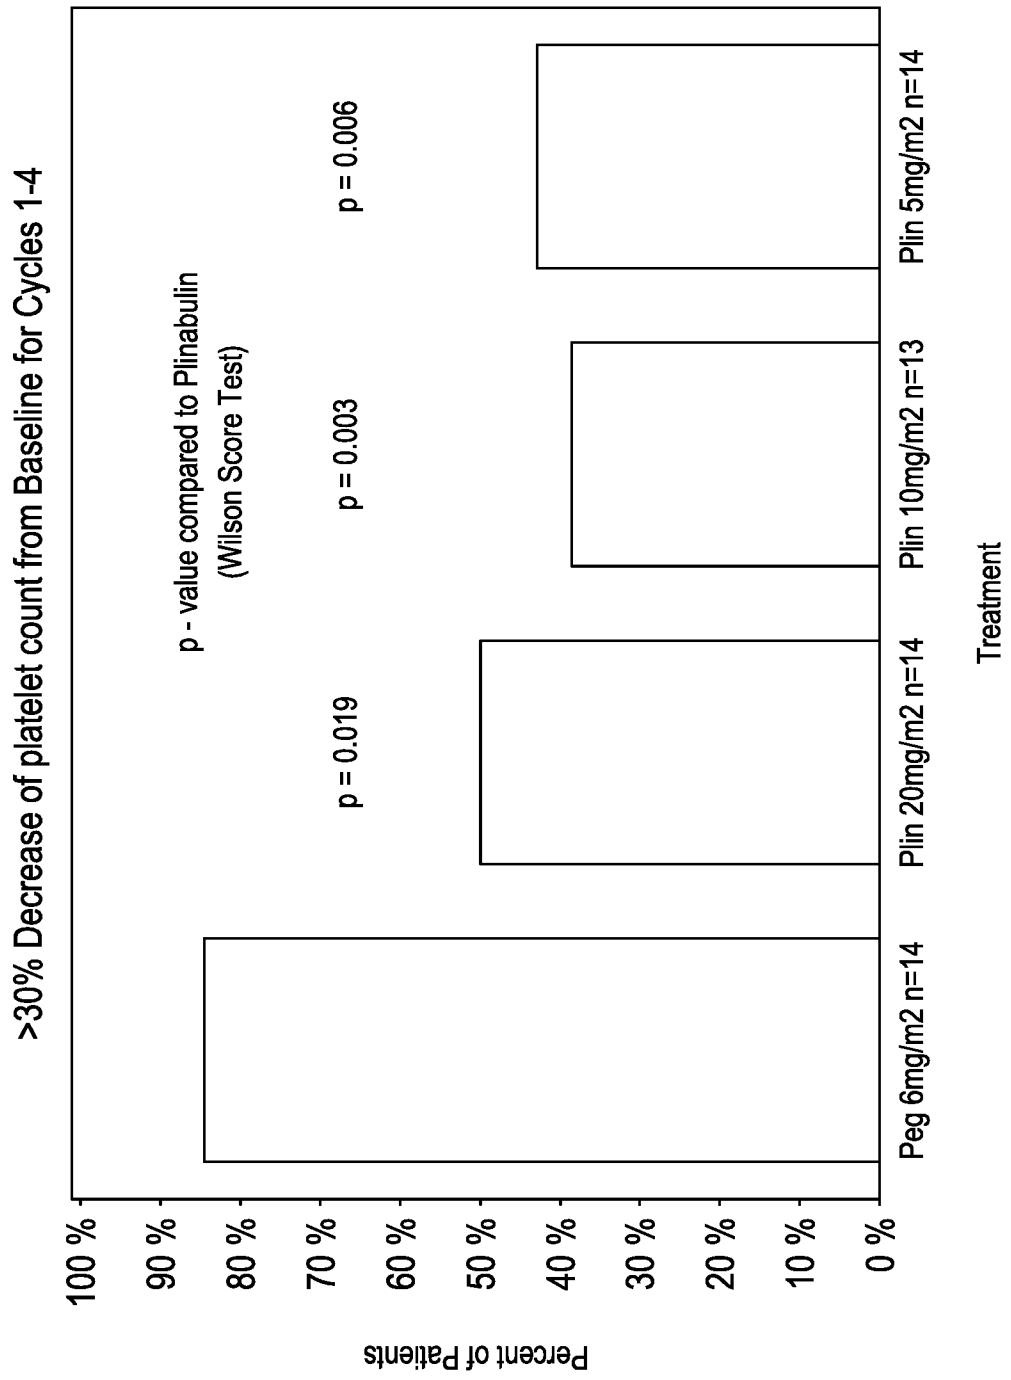 >30% Decrease of platelet count from Baseline for Cycles 1-4
p - value compared to Plinabulin
(Wilson Score Test)
p = 0.019
p = 0.003
p = 0.006
Percent of Patients
100 %
90 %
80 %
70 %
60 %
50 %
40 %
30 %
20 %
10 %
0 %
Peg 6mg/m2 n=14
Plin 20mg/m2 n=14
Plin 10mg/m2 n=13
Plin 5mg/m2 n=14
Treatment